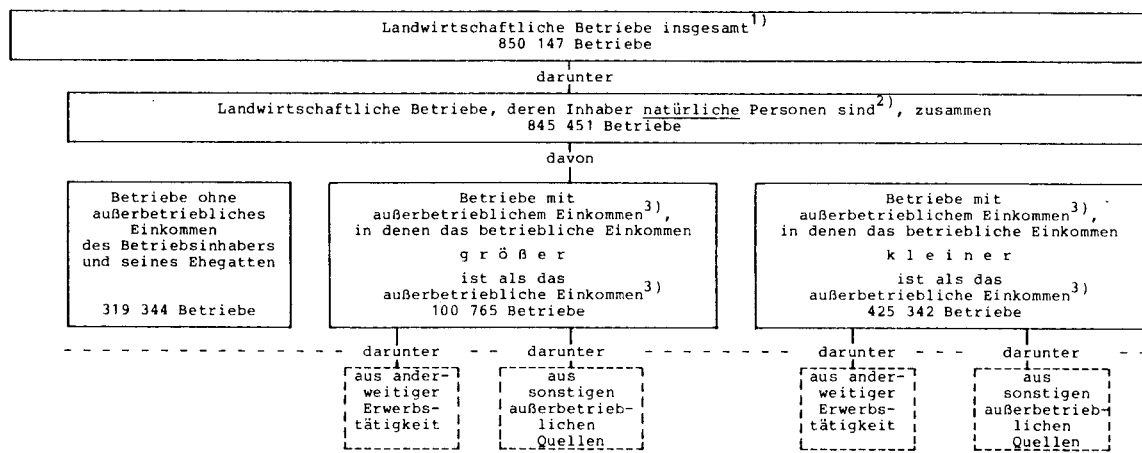 Landwirtschaftliche Betriebe insgesamt1)
850 147 Betriebe
darunter
Landwirtschaftliche Betriebe, deren Inhaber natürliche Personen sind2), zusammen
845 451 Betriebe
davon
Betriebe ohne
außerbetriebliches
Einkommen
des Betriebsinhabers
und seines Ehegatten
319 344 Betriebe
Betriebe mit
außerbetrieblichem Einkommen3),
in denen das betriebliche Einkommen
g r ö ß e r
ist als das
außerbetriebliche Einkommen3)
100 765 Betriebe
Betriebe mit
außerbetrieblichem Einkommen3),
in denen das betriebliche Einkommen
k l e i n e r
ist als das
außerbetriebliche Einkommen3)
425 342 Betriebe
darunter
darunter
darunter
darunter
aus ander-
weitiger
Erwerbs-
tätigkeit
aus
sonstigen
außerbetrieb-
lichen
Quellen
aus ander-
weitiger
Erwerbs-
tätigkeit
aus
sonstigen
außerbetrieb-
lichen
Quellen